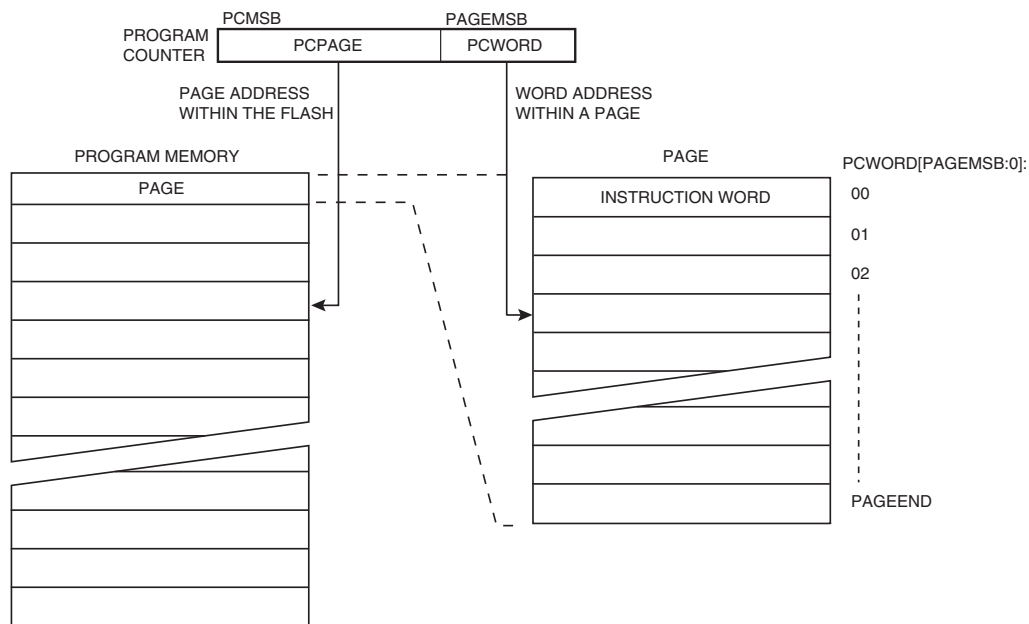 PCMSB PAGEMSB
PROGRAM
COUNTER
PCPAGE PCWORD
PAGE ADDRESS
WITHIN THE FLASH
WORD ADDRESS
WITHIN A PAGE
PROGRAM MEMORY
PAGE
PAGE
PCWORD[PAGEMSB:0]:
INSTRUCTION WORD
00
01
02
PAGEEND